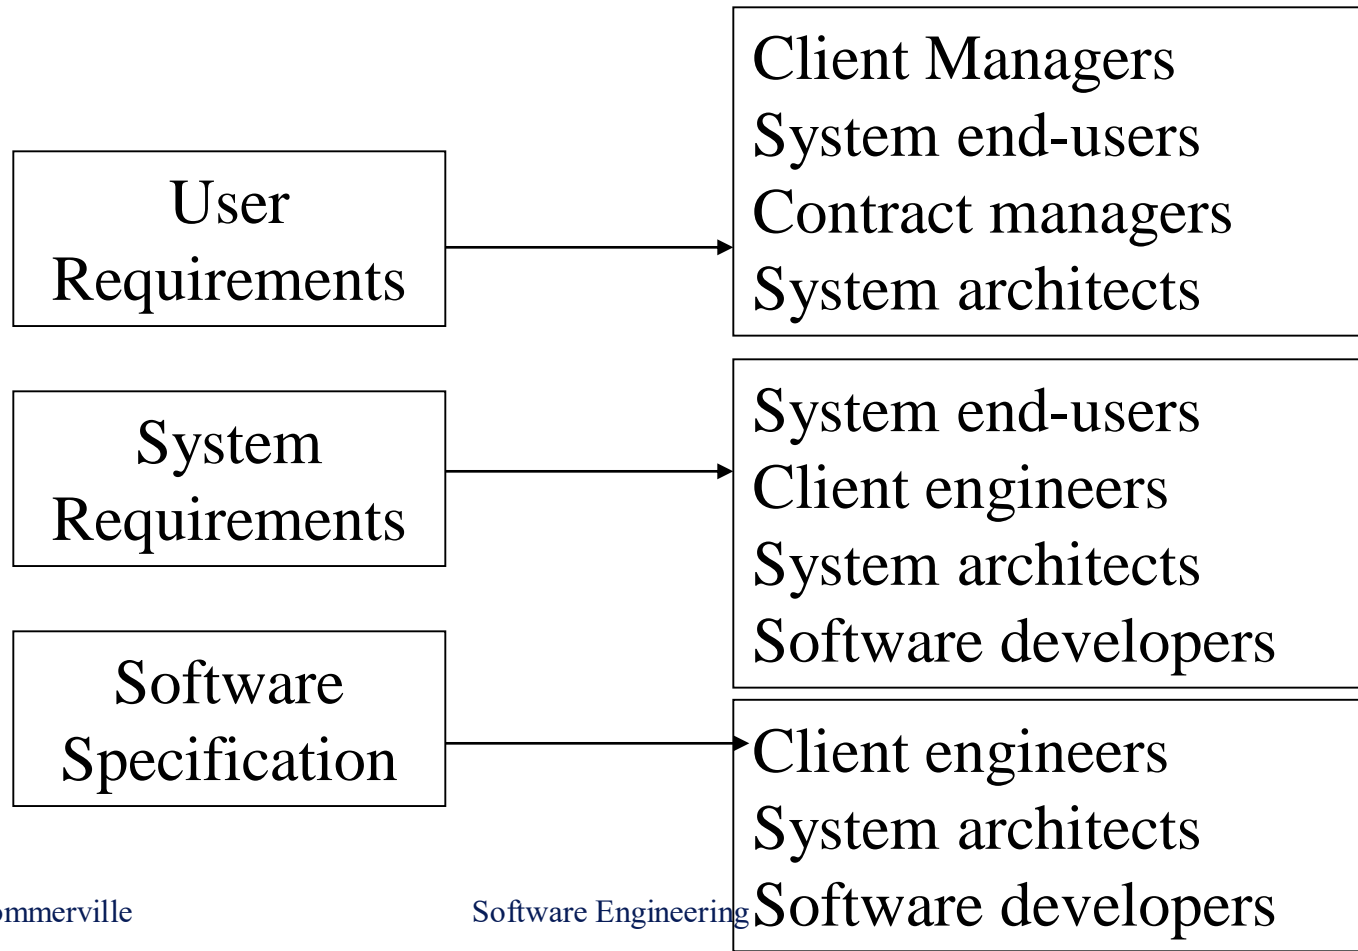 User
Requirements
Client Managers
System end-users
Contract managers
System architects
System
Requirements
System end-users
Client engineers
System architects
Software developers
Software
Specification
Client engineers
System architects
Software developers
ommerville
Software Engineering